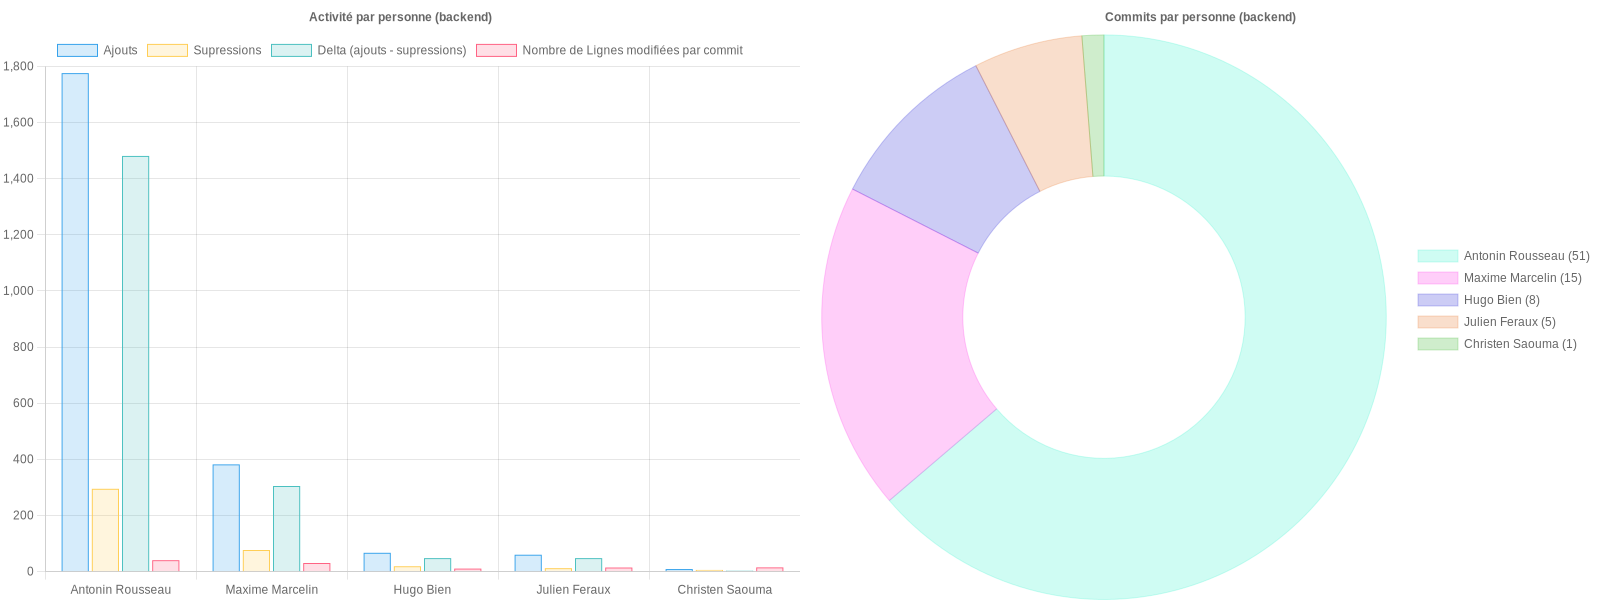 Activité par personne (backend)
Ajouts Supressions Delta (ajouts - supressions) Nombre de Lignes modifiées par commit
1,800
1,600
1,400
1,200
1,000
800
600
400
200
0
Antonin Rousseau Maxime Marcelin Hugo Bien Julien Feraux Christen Saouma
Commits par personne (backend)
Antonin Rousseau (51)
Maxime Marcelin (15)
Hugo Bien (8)
Julien Feraux (5)
Christen Saouma (1)